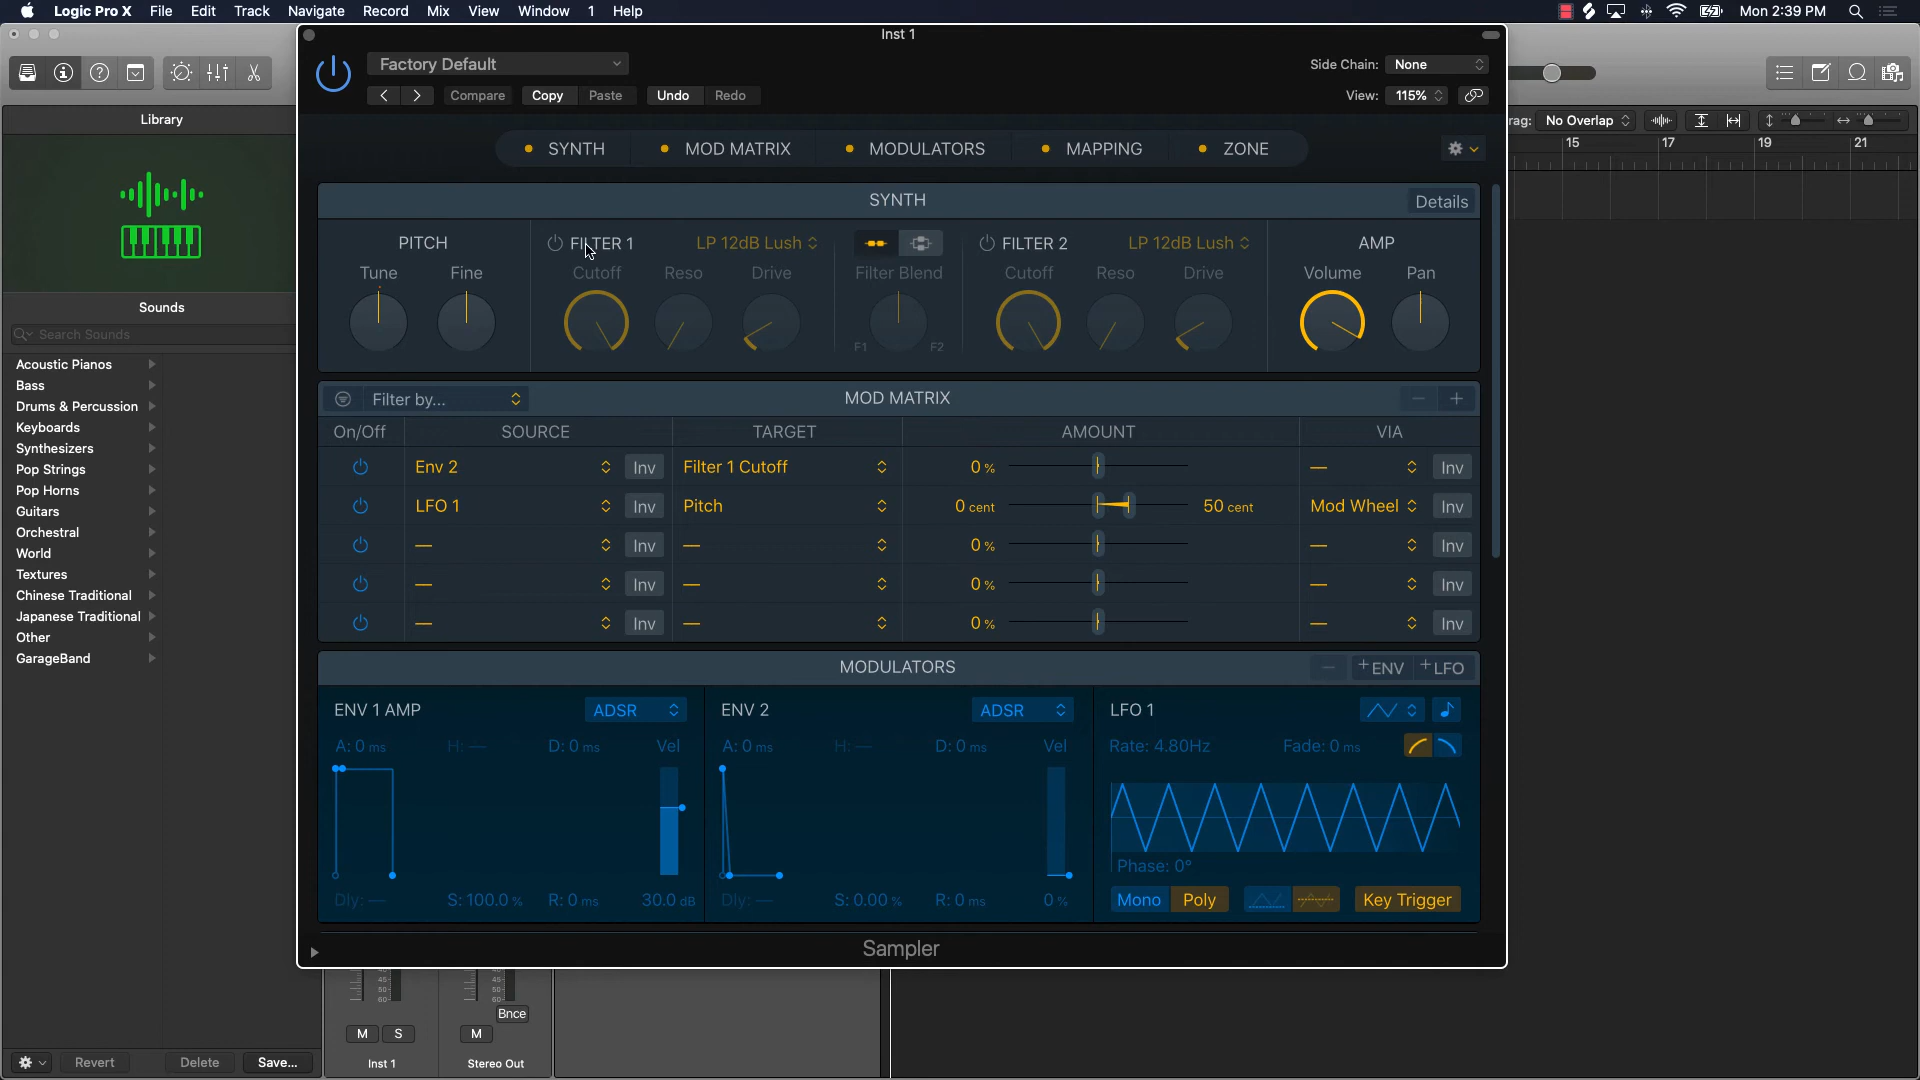 Logic Pro X File Edit Track Navigate Record Mix View Window 1 Help Mon 2:39 PM
Inst 1
Factory Default Side Chain: None
Compare Copy Paste Undo Redo View: 115%
Library
rag: No Overlap
15 17 19 21
SYNTH MOD MATRIX MODULATORS MAPPING ZONE
SYNTH Details
PITCH FILTER 1 LP 12dB Lush FILTER 2 LP 12dB Lush AMP
Tune Fine Cutoff Reso Drive Filter Blend Cutoff Reso Drive Volume Pan
F1 F2
Sounds
Search Sounds
Acoustic Pianos
Bass
Drums & Percussion
Keyboards
Synthesizers
Pop Strings
Pop Horns
Guitars
Orchestral
World
Textures
Chinese Traditional
Japanese Traditional
Other
GarageBand
Filter by... MOD MATRIX − +
On/Off SOURCE TARGET AMOUNT VIA
Env 2 Inv Filter 1 Cutoff 0 % — Inv
LFO 1 Inv Pitch 0 cent 50 cent Mod Wheel Inv
— Inv — 0 % — Inv
— Inv — 0 % — Inv
— Inv — 0 % — Inv
MODULATORS − +ENV +LFO
ENV 1 AMP ADSR ENV 2 ADSR LFO 1
A: 0 ms H: — D: 0 ms Vel A: 0 ms H: — D: 0 ms Vel Rate: 4.80Hz Fade: 0 ms
Phase: 0°
Dly: — S: 100.0 % R: 0 ms 30.0 dB Dly: — S: 0.00 % R: 0 ms 0 % Mono Poly Key Trigger
Sampler
Bnce
M S M
Revert Delete Save... Inst 1 Stereo Out